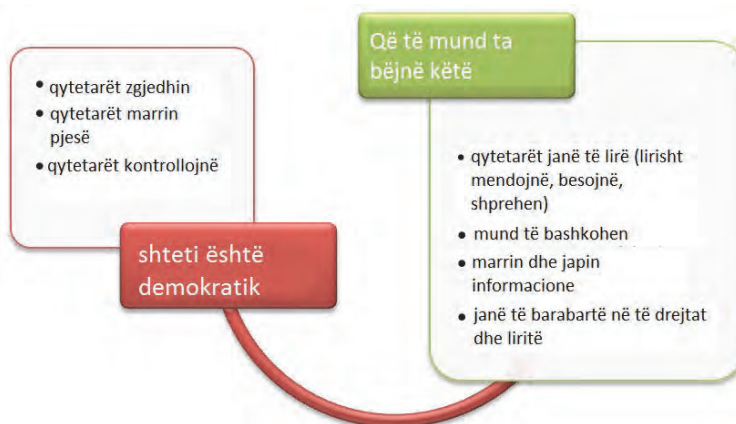 • qytetarët zgjedhin
• qytetarët marrin
pjesë
• qytetarët kontrollojnë
shteti është
demokratik
Që të mund ta
bëjnë këtë
• qytetarët janë të lirë (lirisht
mendojnë, besojnë,
shprehen)
• mund të bashkohen
• marrin dhe japin
informacione
• janë të barabartë në të drejtat
dhe liritë